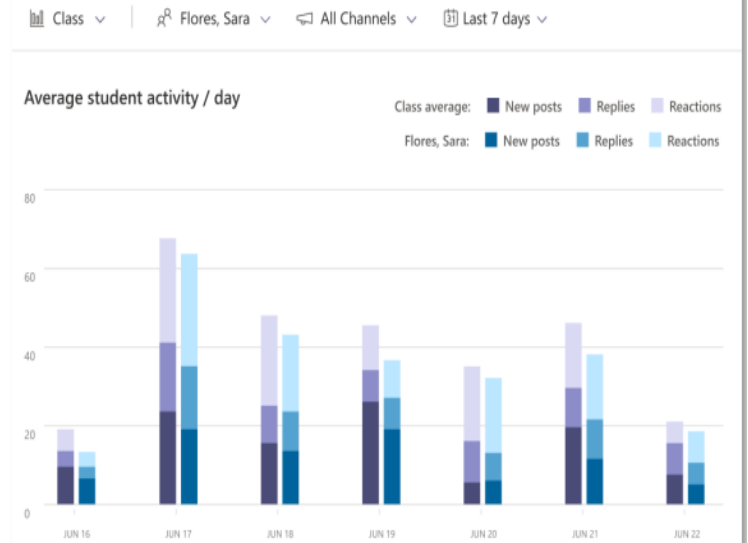 Class Flores, Sara All Channels 31 Last 7 days
Average student activity / day
Class average: New posts Replies Reactions
Flores, Sara: New posts Replies Reactions
80
60
40
20
0
JUN 16 JUN 17 JUN 18 JUN 19 JUN 20 JUN 21 JUN 22